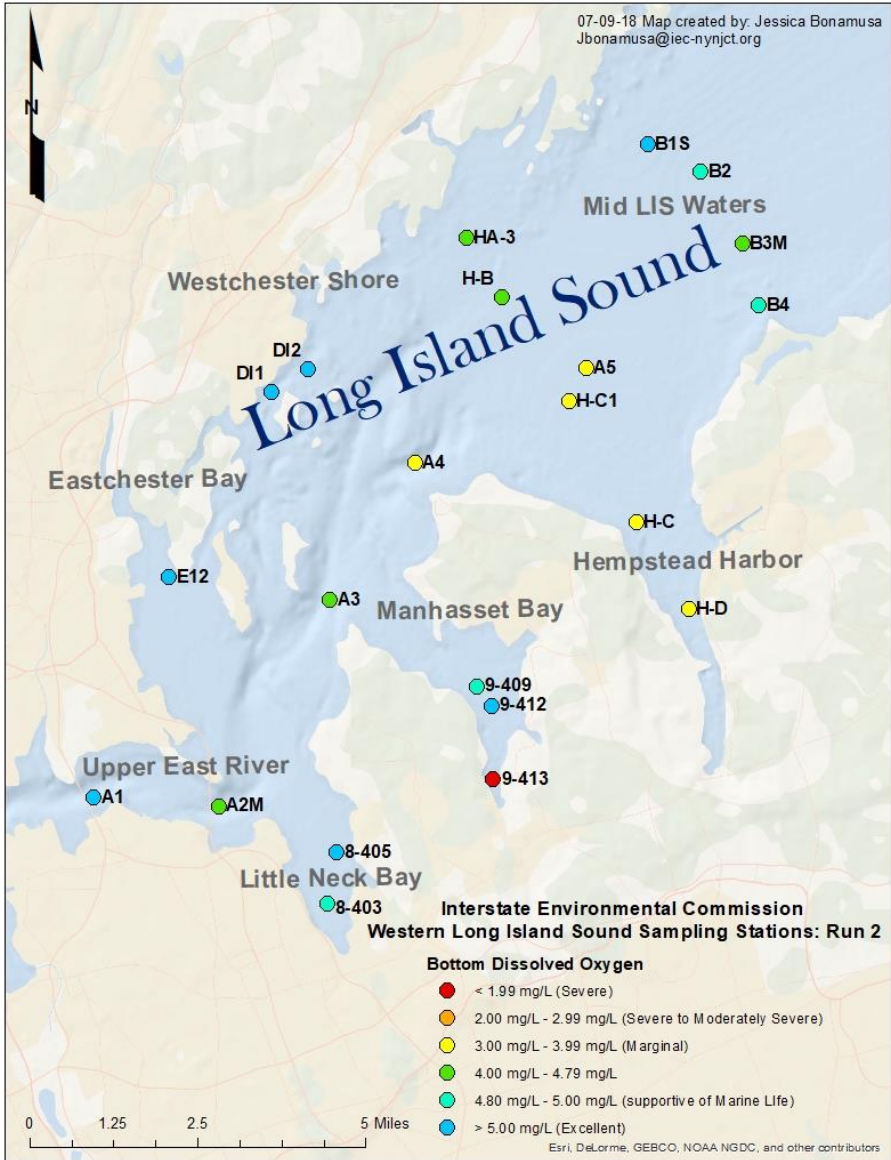 07-09-18 Map created by: Jessica Bonamusa
Jbonamusa@iec-nynjct.org
N
B1S
B2
Mid LIS Waters
HA-3
B3M
Westchester Shore
H-B
B4
Long Island Sound
DI2
DI1
A5
H-C1
A4
Eastchester Bay
H-C
Hempstead Harbor
E12
A3
Manhasset Bay
H-D
9-409
9-412
Upper East River
9-413
A1
A2M
8-405
Little Neck Bay
8-403
Interstate Environmental Commission
Western Long Island Sound Sampling Stations: Run 2
Bottom Dissolved Oxygen
< 1.99 mg/L (Severe)
2.00 mg/L - 2.99 mg/L (Severe to Moderately Severe)
3.00 mg/L - 3.99 mg/L (Marginal)
4.00 mg/L - 4.79 mg/L
4.80 mg/L - 5.00 mg/L (supportive of Marine LIfe)
> 5.00 mg/L (Excellent)
0 1.25 2.5 5 Miles
Esri, DeLorme, GEBCO, NOAA NGDC, and other contributors